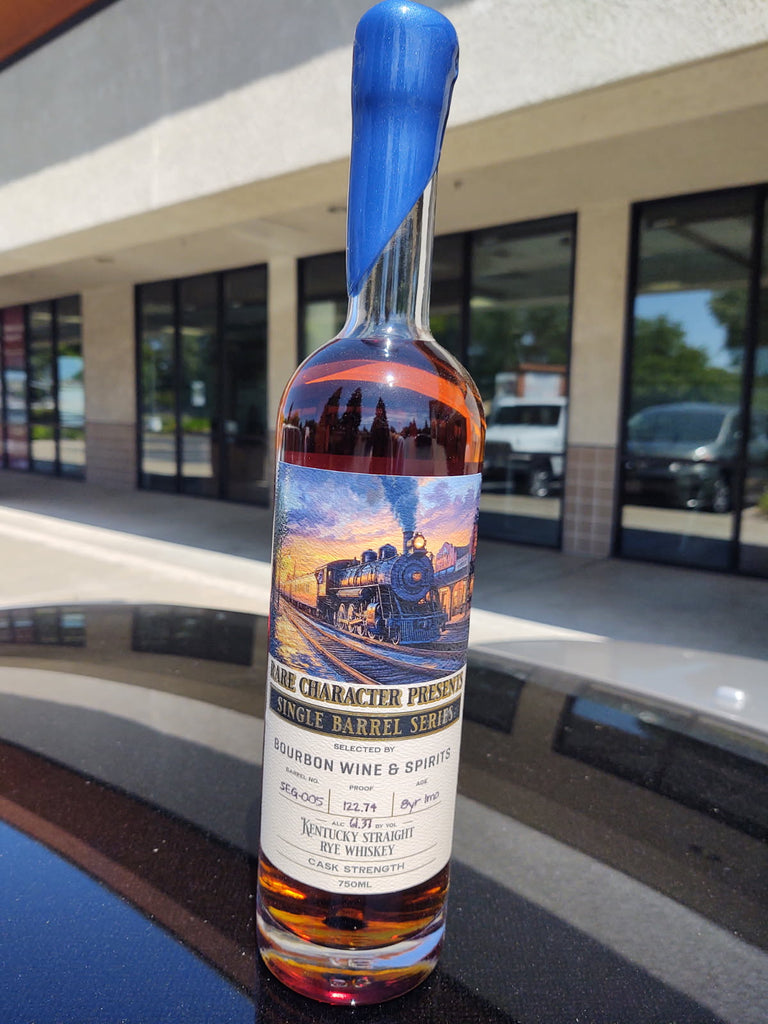 RARE CHARACTER PRESENTS
SINGLE BARREL SERIES
SELECTED BY
BOURBON WINE & SPIRITS
BARREL NO. PROOF AGE
SEG-005 122.74 8yr 1mo
ALC 61.37 BY VOL
KENTUCKY STRAIGHT
RYE WHISKEY
CASK STRENGTH
750ML